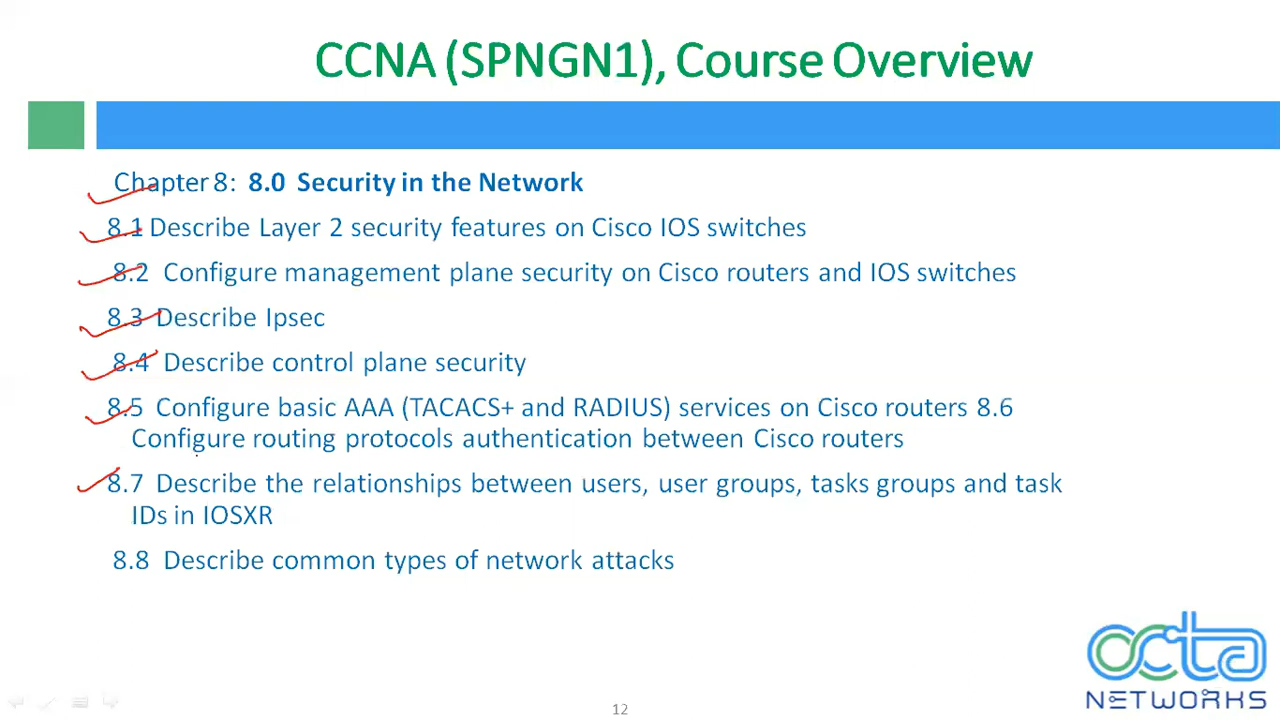 CCNA (SPNGN1), Course Overview
Chapter 8: 8.0 Security in the Network
8.1 Describe Layer 2 security features on Cisco IOS switches
8.2 Configure management plane security on Cisco routers and IOS switches
8.3 Describe Ipsec
8.4 Describe control plane security
8.5 Configure basic AAA (TACACS+ and RADIUS) services on Cisco routers 8.6
Configure routing protocols authentication between Cisco routers
8.7 Describe the relationships between users, user groups, tasks groups and task
IDs in IOSXR
8.8 Describe common types of network attacks
octa
NETWORKS
12